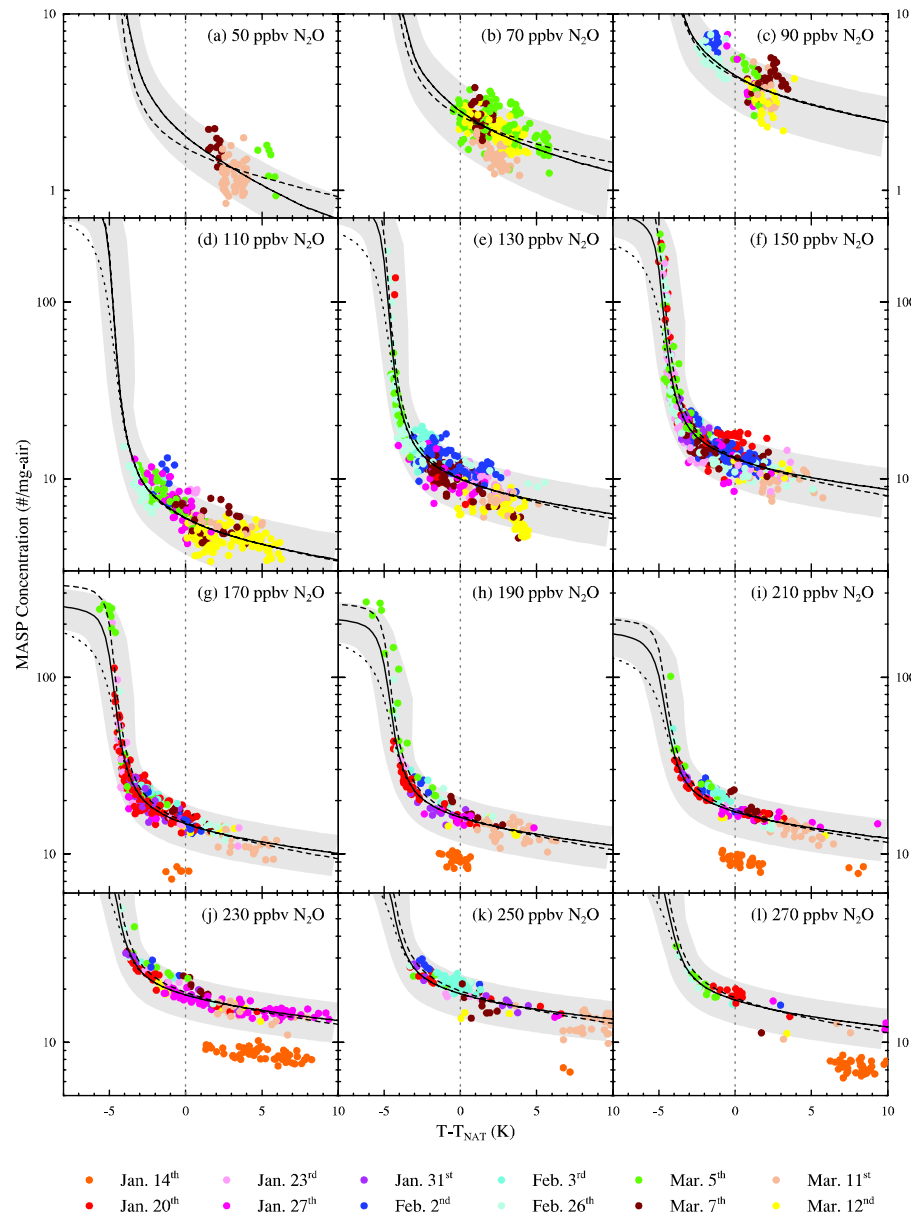 (a) 50 ppbv N2O
(b) 70 ppbv N2O
(c) 90 ppbv N2O
10
10
1
1
(d) 110 ppbv N2O
(e) 130 ppbv N2O
(f) 150 ppbv N2O
100
100
10
10
MASP Concentration (#/mg-air)
(g) 170 ppbv N2O
(h) 190 ppbv N2O
(i) 210 ppbv N2O
100
100
10
10
(j) 230 ppbv N2O
(k) 250 ppbv N2O
(l) 270 ppbv N2O
10
10
-5 0 5 10 -5 0 5 10 -5 0 5 10
T-TNAT (K)
Jan. 14th Jan. 23rd Jan. 31st Feb. 3rd Mar. 5th Mar. 11st
Jan. 20th Jan. 27th Feb. 2nd Feb. 26th Mar. 7th Mar. 12nd